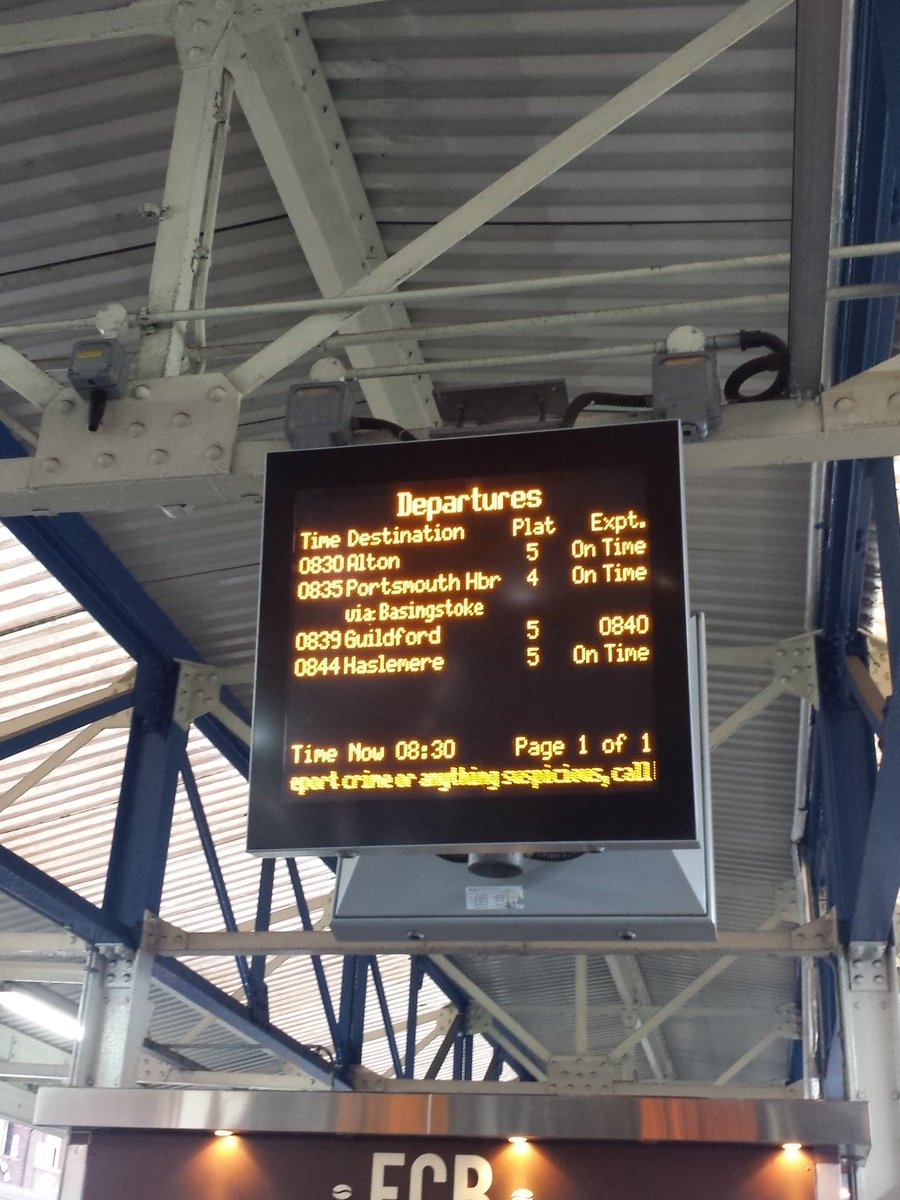 Departures
Time Destination Plat Expt.
0830 Alton 5 On Time
0835 Portsmouth Hbr 4 On Time
via: Basingstoke
0839 Guildford 5 0840
0844 Haslemere 5 On Time
Time Now 08:30 Page 1 of 1
eport crime or anything suspicious, call
FCB